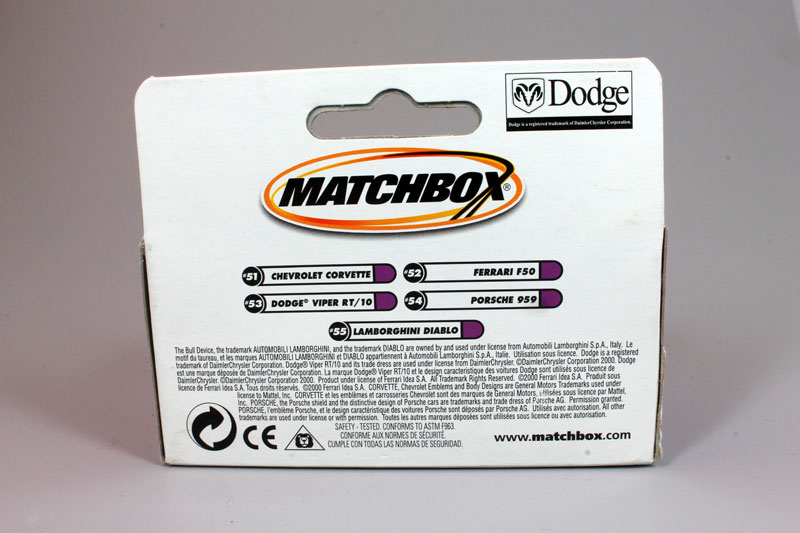 Dodge
Dodge is a registered trademark of DaimlerChrysler Corporation.
MATCHBOX®
#51 CHEVROLET CORVETTE
#52 FERRARI F50
#53 DODGE® VIPER RT/10
#54 PORSCHE 959
#55 LAMBORGHINI DIABLO
The Bull Device, the trademark AUTOMOBILI LAMBORGHINI, and the trademark DIABLO are owned by and used under license from Automobili Lamborghini S.p.A., Italy. Le
motif du taureau, et les marques AUTOMOBILI LAMBORGHINI et DIABLO appartiennent à Automobili Lamborghini S.p.A., Italie. Utilisation sous licence. Dodge is a registered
trademark of DaimlerChrysler Corporation. Dodge® Viper RT/10 and its trade dress are used under license from DaimlerChrysler Corporation. ©DaimlerChrysler Corporation 2000. Dodge
est une marque déposée de DaimlerChrysler Corporation. La marque Dodge® Viper RT/10 et le design caractéristique des voitures Dodge sont utilisés sous licence de
DaimlerChrysler. ©DaimlerChrysler Corporation 2000. Product under license of Ferrari Idea S.A. All Trademark Rights Reserved. ©2000 Ferrari Idea S.A. Produit sous
licence de Ferrari Idea S.A. Tous droits réservés. ©2000 Ferrari Idea S.A. CORVETTE, Chevrolet Emblems and Body Designs are General Motors Trademarks used under
license to Mattel, Inc. CORVETTE et les emblèmes et carrosseries Chevrolet sont des marques de General Motors, utilisées sous licence par Mattel,
Inc. PORSCHE, the Porsche shield and the distinctive design of Porsche cars are trademarks and trade dress of Porsche AG. Permission granted.
PORSCHE, l'emblème Porsche, et le design caractéristique des voitures Porsche sont déposés par Porsche AG. Utilisés avec autorisation. All other
trademarks are used under license or with permission. Toutes les autres marques déposées sont utilisées sous licence ou avec autorisation.
SAFETY - TESTED. CONFORMS TO ASTM F963.
CONFORME AUX NORMES DE SÉCURITÉ.
CUMPLE CON TODAS LAS NORMAS DE SEGURIDAD.
CE
www.matchbox.com